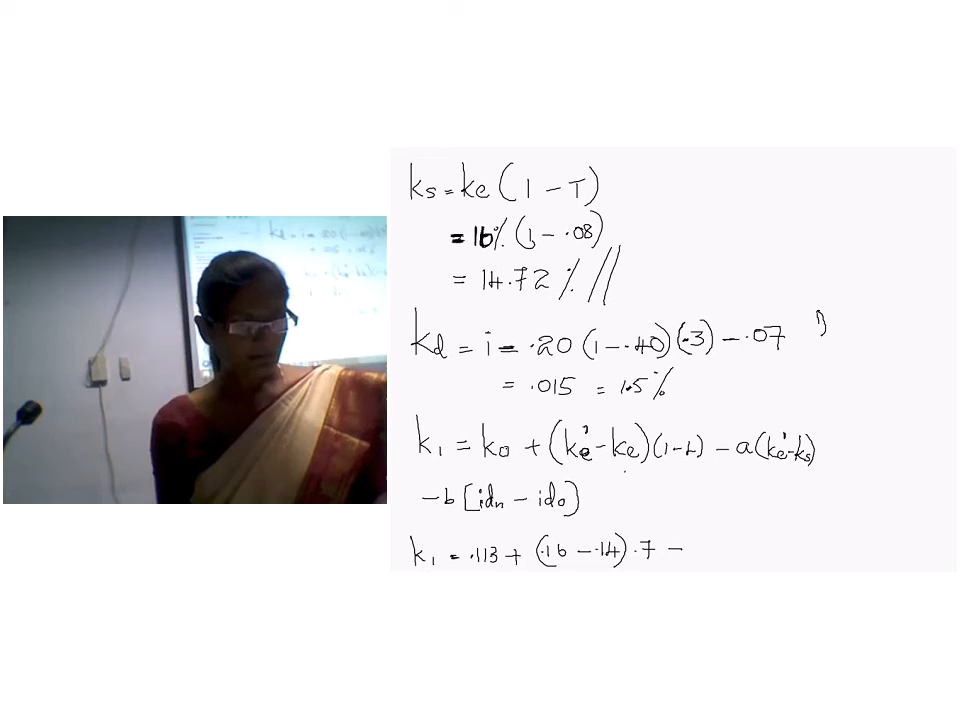 ks = ke (1 - T)
= 16% (1 - .08)
= 14.72 % //
kd = i = .20 (1 - .40) (.3) - .07
= .015 = 1.5%
k1 = k0 + (ke' - ke) (1 - L) - a (ke' - ks)
- b [idn - id0]
k1 = .113 + (.16 - .14) .7 -